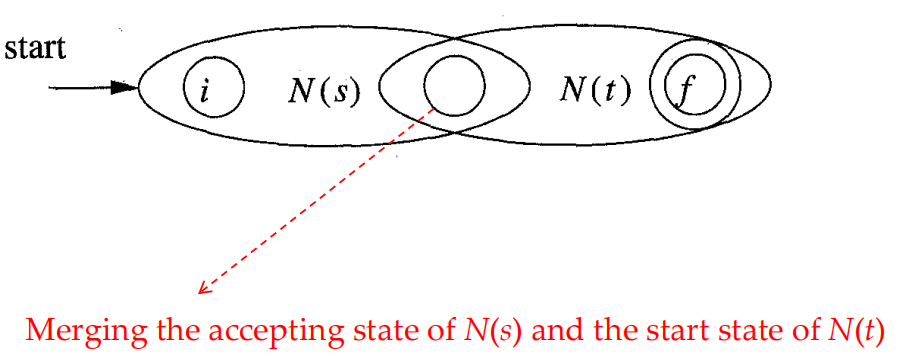 start
i N(s) N(t) f
Merging the accepting state of N(s) and the start state of N(t)